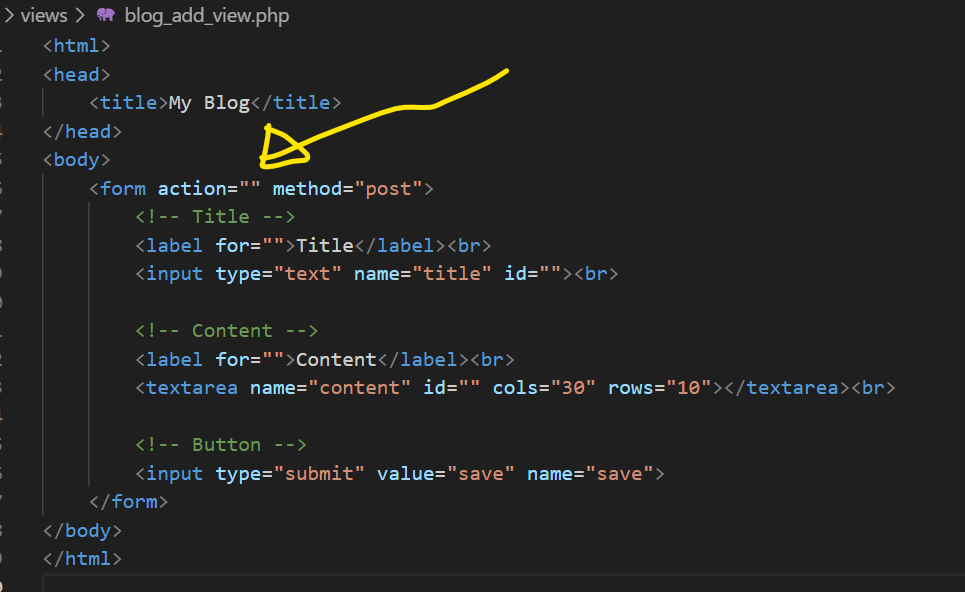 views > blog_add_view.php
<html>
<head>
<title>My Blog</title>
</head>
<body>
<form action="" method="post">
<!-- Title -->
<label for="">Title</label><br>
<input type="text" name="title" id=""><br>
<!-- Content -->
<label for="">Content</label><br>
<textarea name="content" id="" cols="30" rows="10"></textarea><br>
<!-- Button -->
<input type="submit" value="save" name="save">
</form>
</body>
</html>